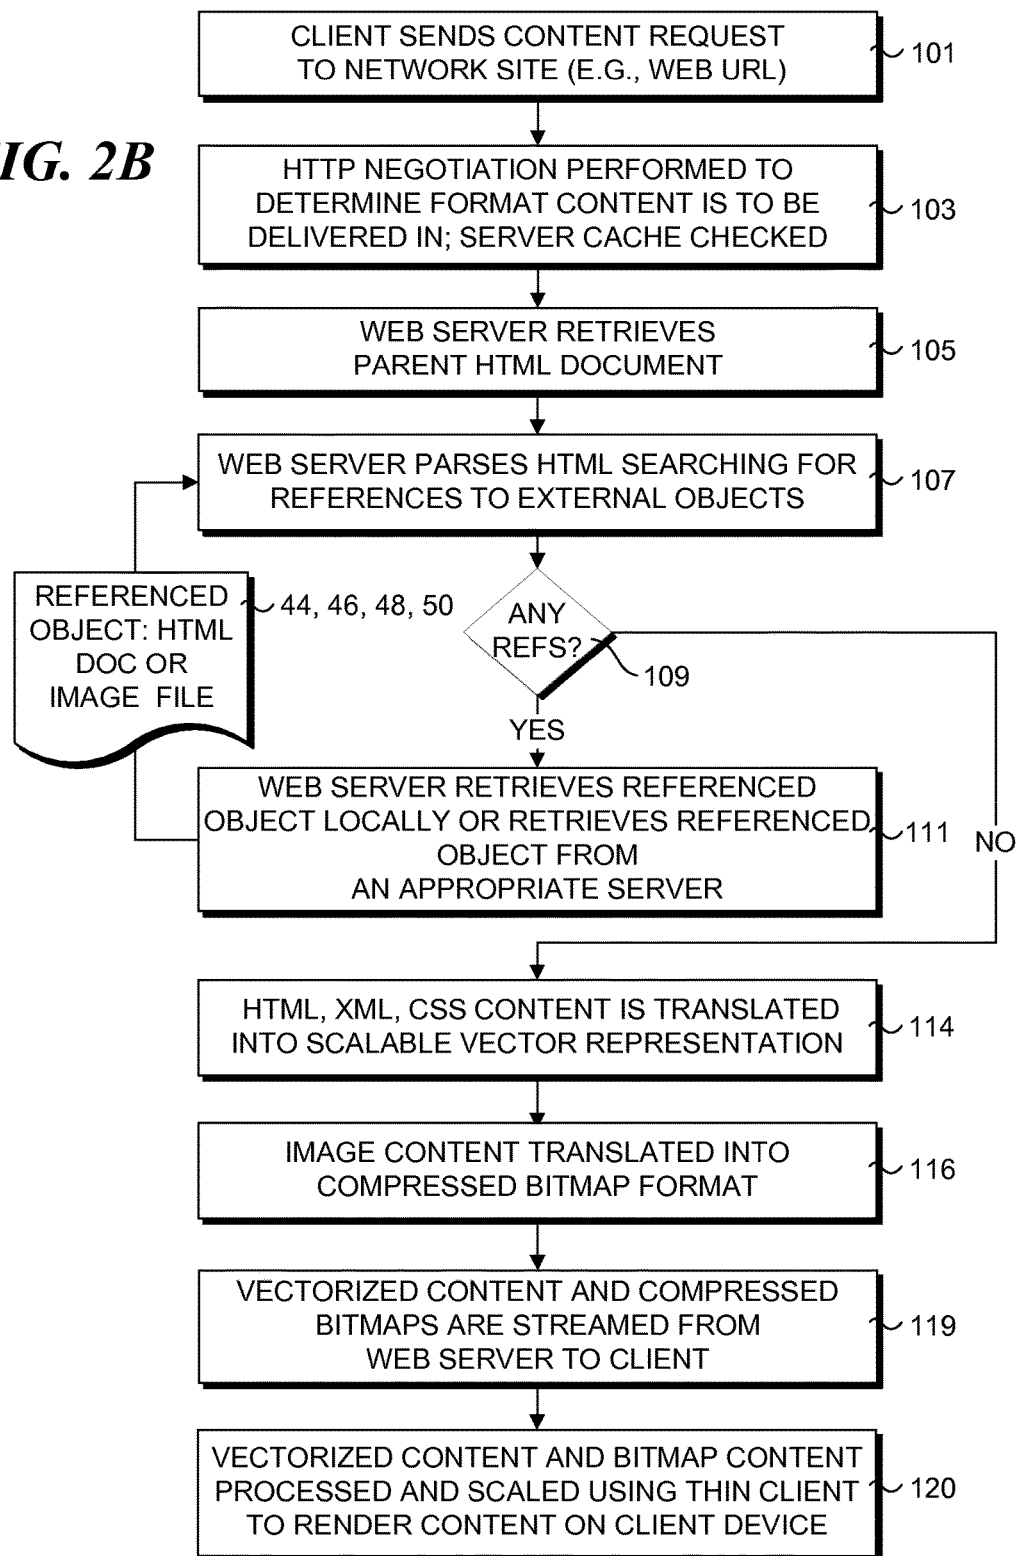 CLIENT SENDS CONTENT REQUEST
TO NETWORK SITE (E.G., WEB URL)
101
IG. 2B
HTTP NEGOTIATION PERFORMED TO
DETERMINE FORMAT CONTENT IS TO BE
DELIVERED IN; SERVER CACHE CHECKED
103
WEB SERVER RETRIEVES
PARENT HTML DOCUMENT
105
WEB SERVER PARSES HTML SEARCHING FOR
REFERENCES TO EXTERNAL OBJECTS
107
REFERENCED
OBJECT: HTML
DOC OR
IMAGE FILE
44, 46, 48, 50
ANY
REFS?
109
YES
WEB SERVER RETRIEVES REFERENCED
OBJECT LOCALLY OR RETRIEVES REFERENCED
OBJECT FROM
AN APPROPRIATE SERVER
111
NO
HTML, XML, CSS CONTENT IS TRANSLATED
INTO SCALABLE VECTOR REPRESENTATION
114
IMAGE CONTENT TRANSLATED INTO
COMPRESSED BITMAP FORMAT
116
VECTORIZED CONTENT AND COMPRESSED
BITMAPS ARE STREAMED FROM
WEB SERVER TO CLIENT
119
VECTORIZED CONTENT AND BITMAP CONTENT
PROCESSED AND SCALED USING THIN CLIENT
TO RENDER CONTENT ON CLIENT DEVICE
120